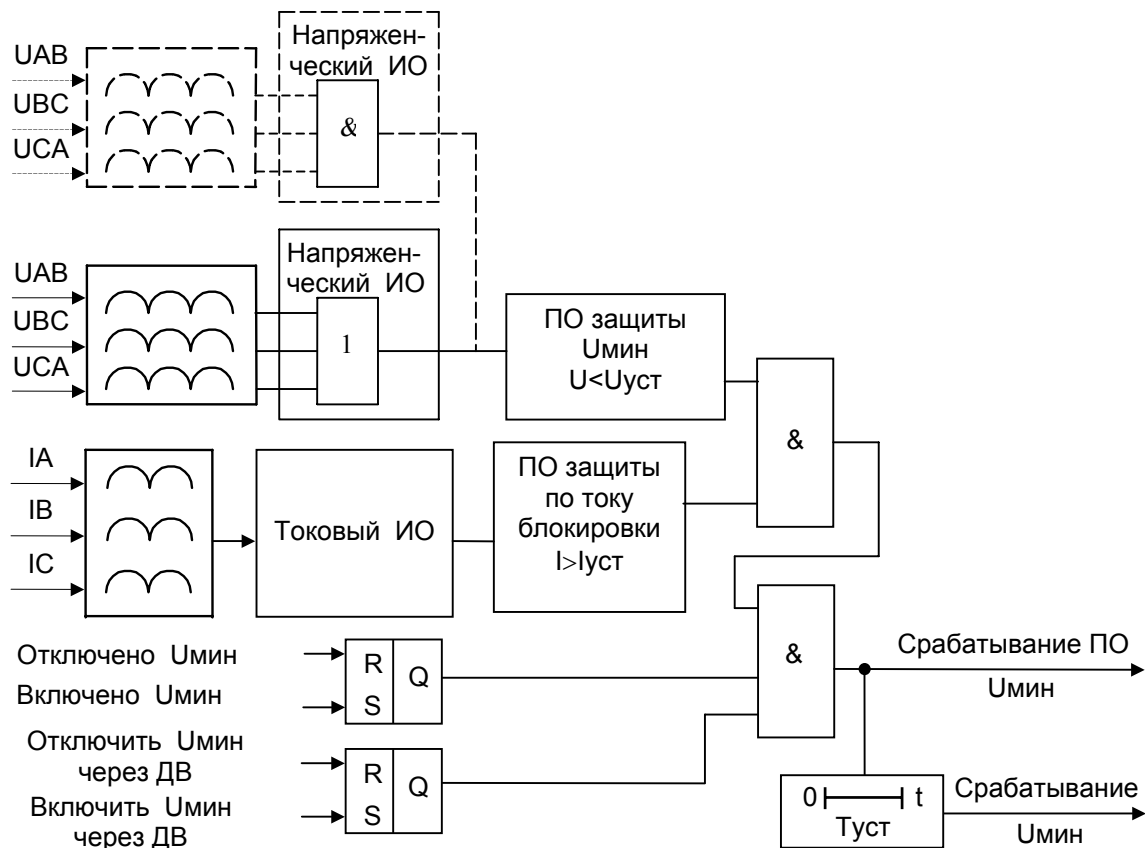 UAB
UBC
UCA
Напряжен-
ческий ИО
&
UAB
UBC
UCA
Напряжен-
ческий ИО
1
ПО защиты
Uмин
U<Uуст
&
IA
IB
IC
Токовый ИО
ПО защиты
по току
блокировки
I>Iуст
Отключено Uмин
Включено Uмин
R
S
Q
&
Срабатывание ПО
Uмин
Отключить Uмин
через ДВ
Включить Uмин
через ДВ
R
S
Q
0 t
Туст
Срабатывание
Uмин